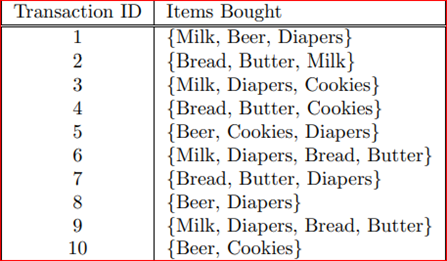 Transaction ID Items Bought
1 {Milk, Beer, Diapers}
2 {Bread, Butter, Milk}
3 {Milk, Diapers, Cookies}
4 {Bread, Butter, Cookies}
5 {Beer, Cookies, Diapers}
6 {Milk, Diapers, Bread, Butter}
7 {Bread, Butter, Diapers}
8 {Beer, Diapers}
9 {Milk, Diapers, Bread, Butter}
10 {Beer, Cookies}